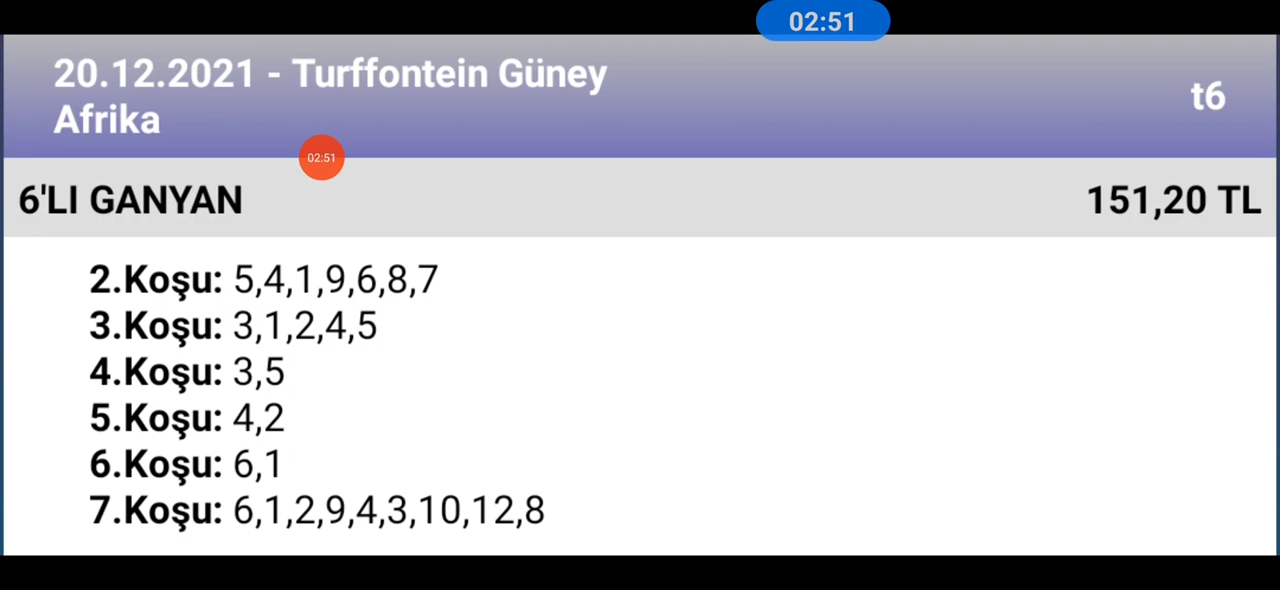 02:51
20.12.2021 - Turffontein Güney
Afrika
t6
02:51
6'LI GANYAN
151,20 TL
2.Koşu: 5,4,1,9,6,8,7
3.Koşu: 3,1,2,4,5
4.Koşu: 3,5
5.Koşu: 4,2
6.Koşu: 6,1
7.Koşu: 6,1,2,9,4,3,10,12,8